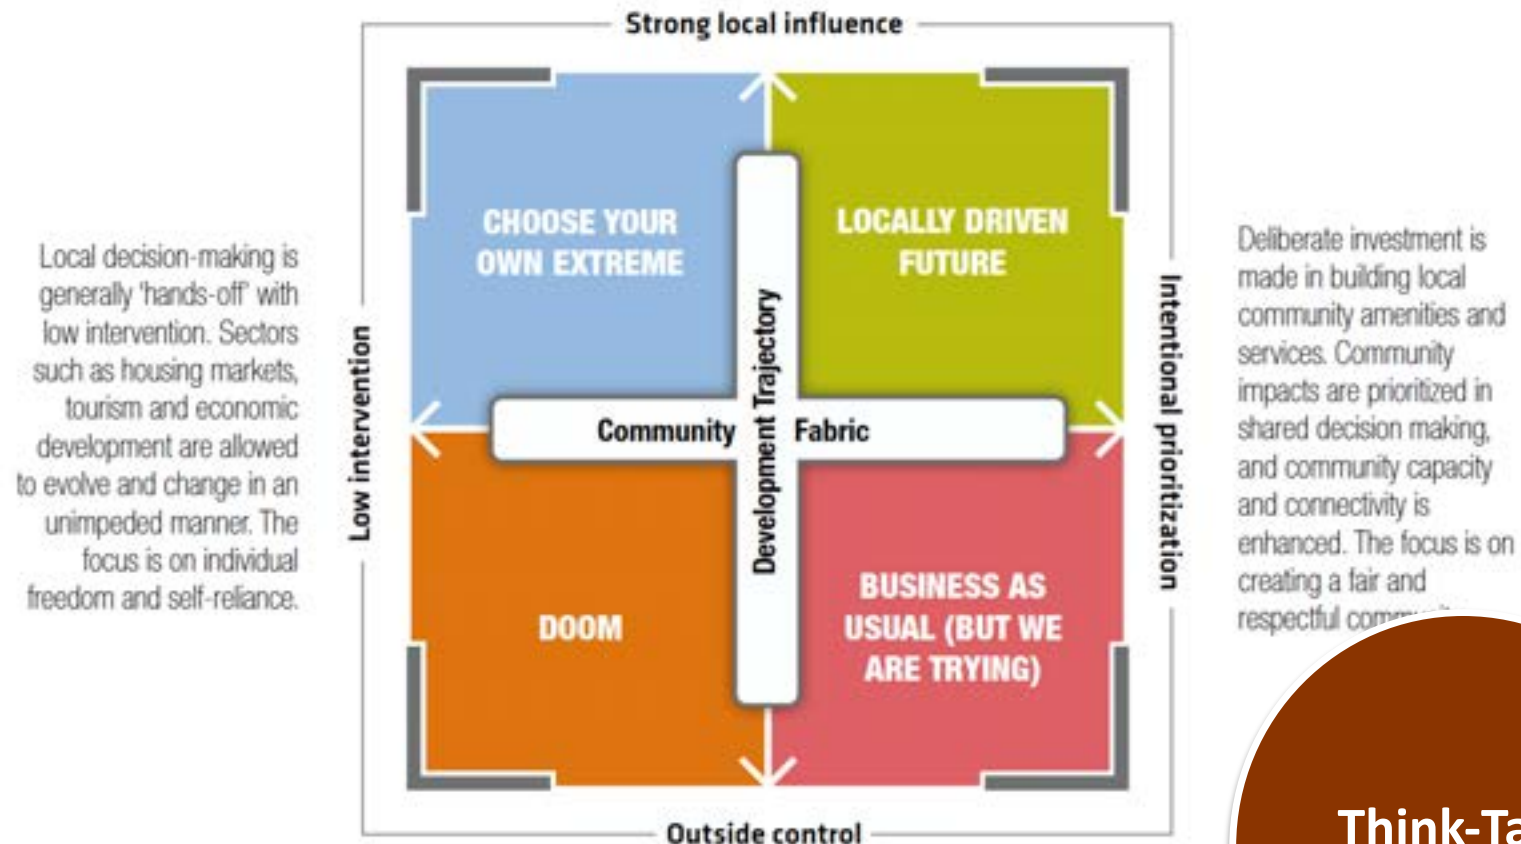 Strong local influence
Local decision-making is
generally 'hands-off' with
low intervention. Sectors
such as housing markets,
tourism and economic
development are allowed
to evolve and change in an
unimpeded manner. The
focus is on individual
freedom and self-reliance.
Low intervention
CHOOSE YOUR
OWN EXTREME
LOCALLY DRIVEN
FUTURE
Development Trajectory
Community Fabric
DOOM
BUSINESS AS
USUAL (BUT WE
ARE TRYING)
Intentional prioritization
Deliberate investment is
made in building local
community amenities and
services. Community
impacts are prioritized in
shared decision making,
and community capacity
and connectivity is
enhanced. The focus is on
creating a fair and
respectful
Outside control